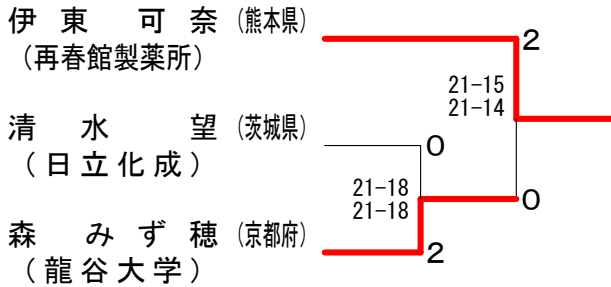 伊東 可奈 (熊本県)
(再春館製薬所)
2
21-15
21-14
清水 望 (茨城県)
(日立化成)
0
21-18
21-18
0
森 みず穂 (京都府)
(龍谷大学)
2